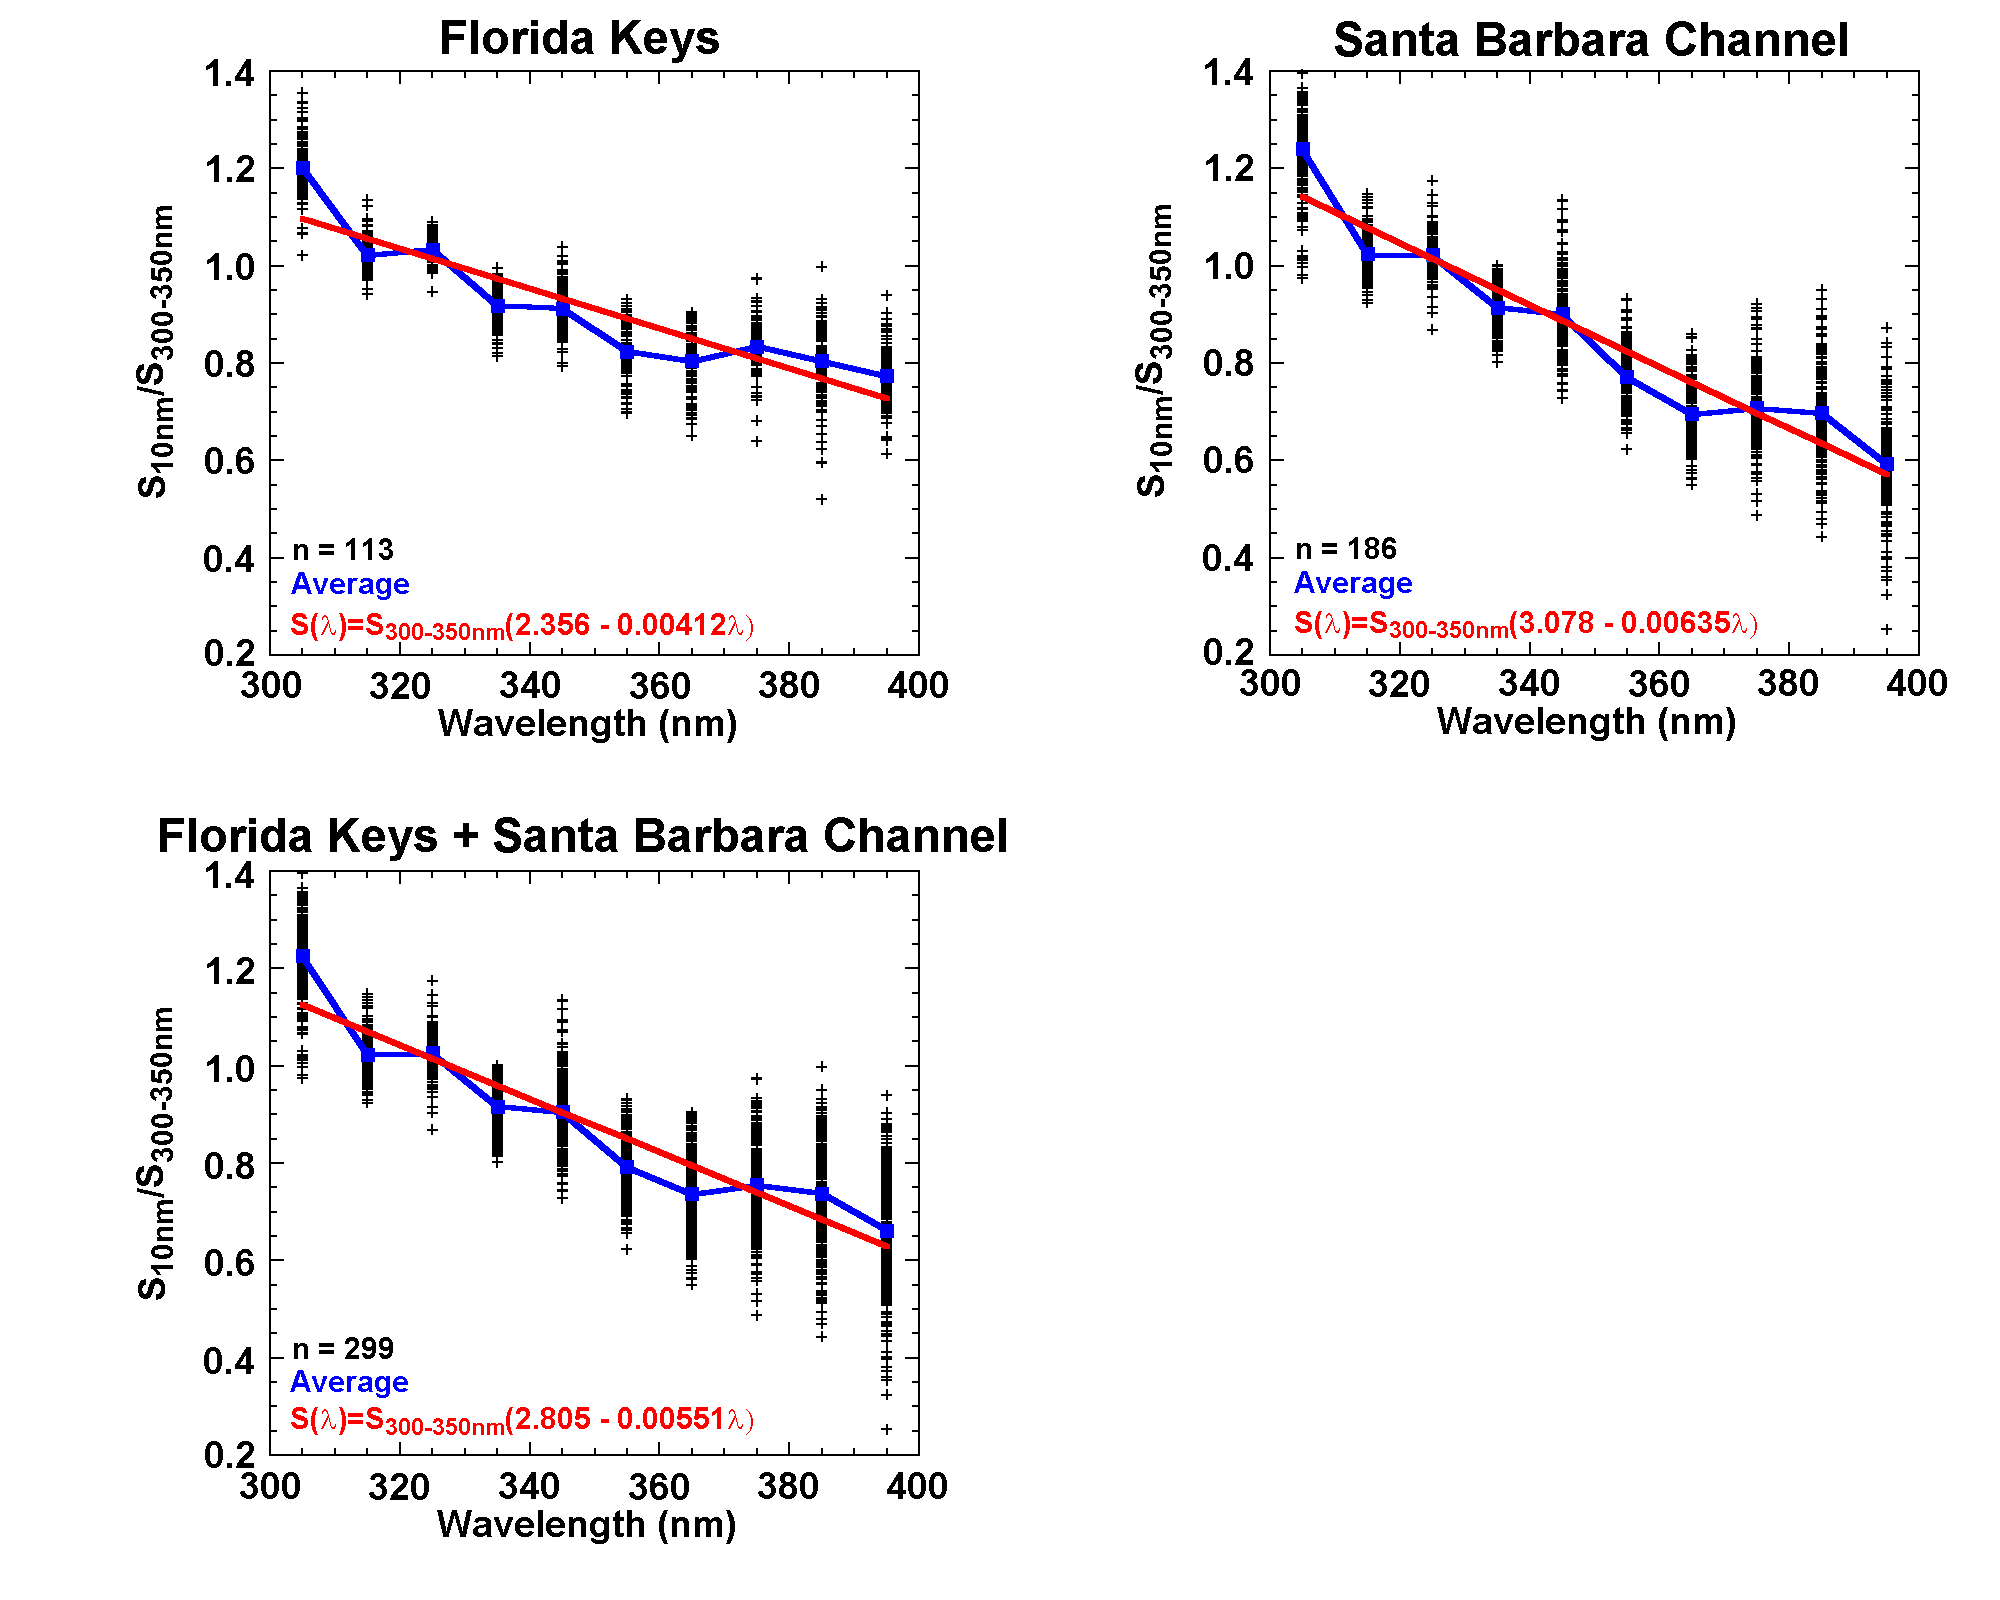 Florida Keys
1.4
1.2
1.0
0.8
0.6
0.4
0.2
S10nm/S300-350nm
n = 113
Average
S(λ)=S300-350nm(2.356 - 0.00412λ)
300 320 340 360 380 400
Wavelength (nm)
Santa Barbara Channel
1.4
1.2
1.0
0.8
0.6
0.4
0.2
S10nm/S300-350nm
n = 186
Average
S(λ)=S300-350nm(3.078 - 0.00635λ)
300 320 340 360 380 400
Wavelength (nm)
Florida Keys + Santa Barbara Channel
1.4
1.2
1.0
0.8
0.6
0.4
0.2
S10nm/S300-350nm
n = 299
Average
S(λ)=S300-350nm(2.805 - 0.00551λ)
300 320 340 360 380 400
Wavelength (nm)